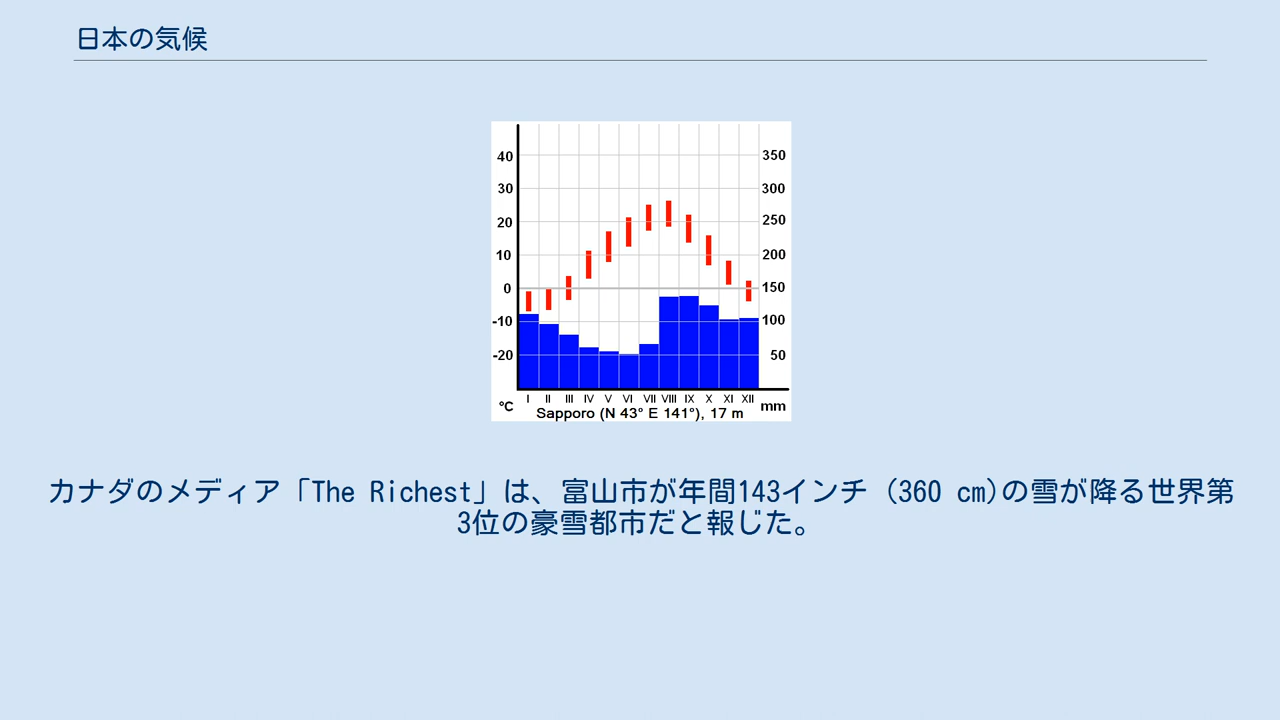 日本の気候
40 350
30 300
20 250
10 200
0 150
-10 100
-20 50
I II III IV V VI VII VIII IX X XI XII
°C Sapporo (N 43° E 141°), 17 m mm
カナダのメディア「The Richest」は、富山市が年間143インチ (360 cm)の雪が降る世界第
3位の豪雪都市だと報じた。